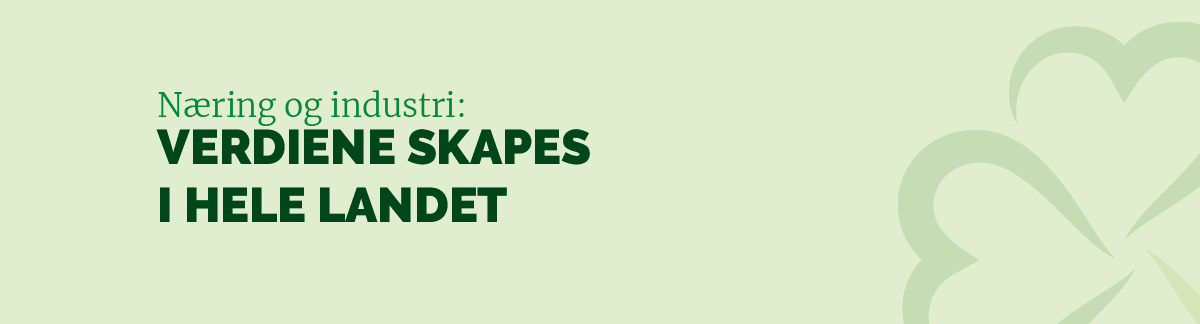 Næring og industri:
VERDIENE SKAPES
I HELE LANDET